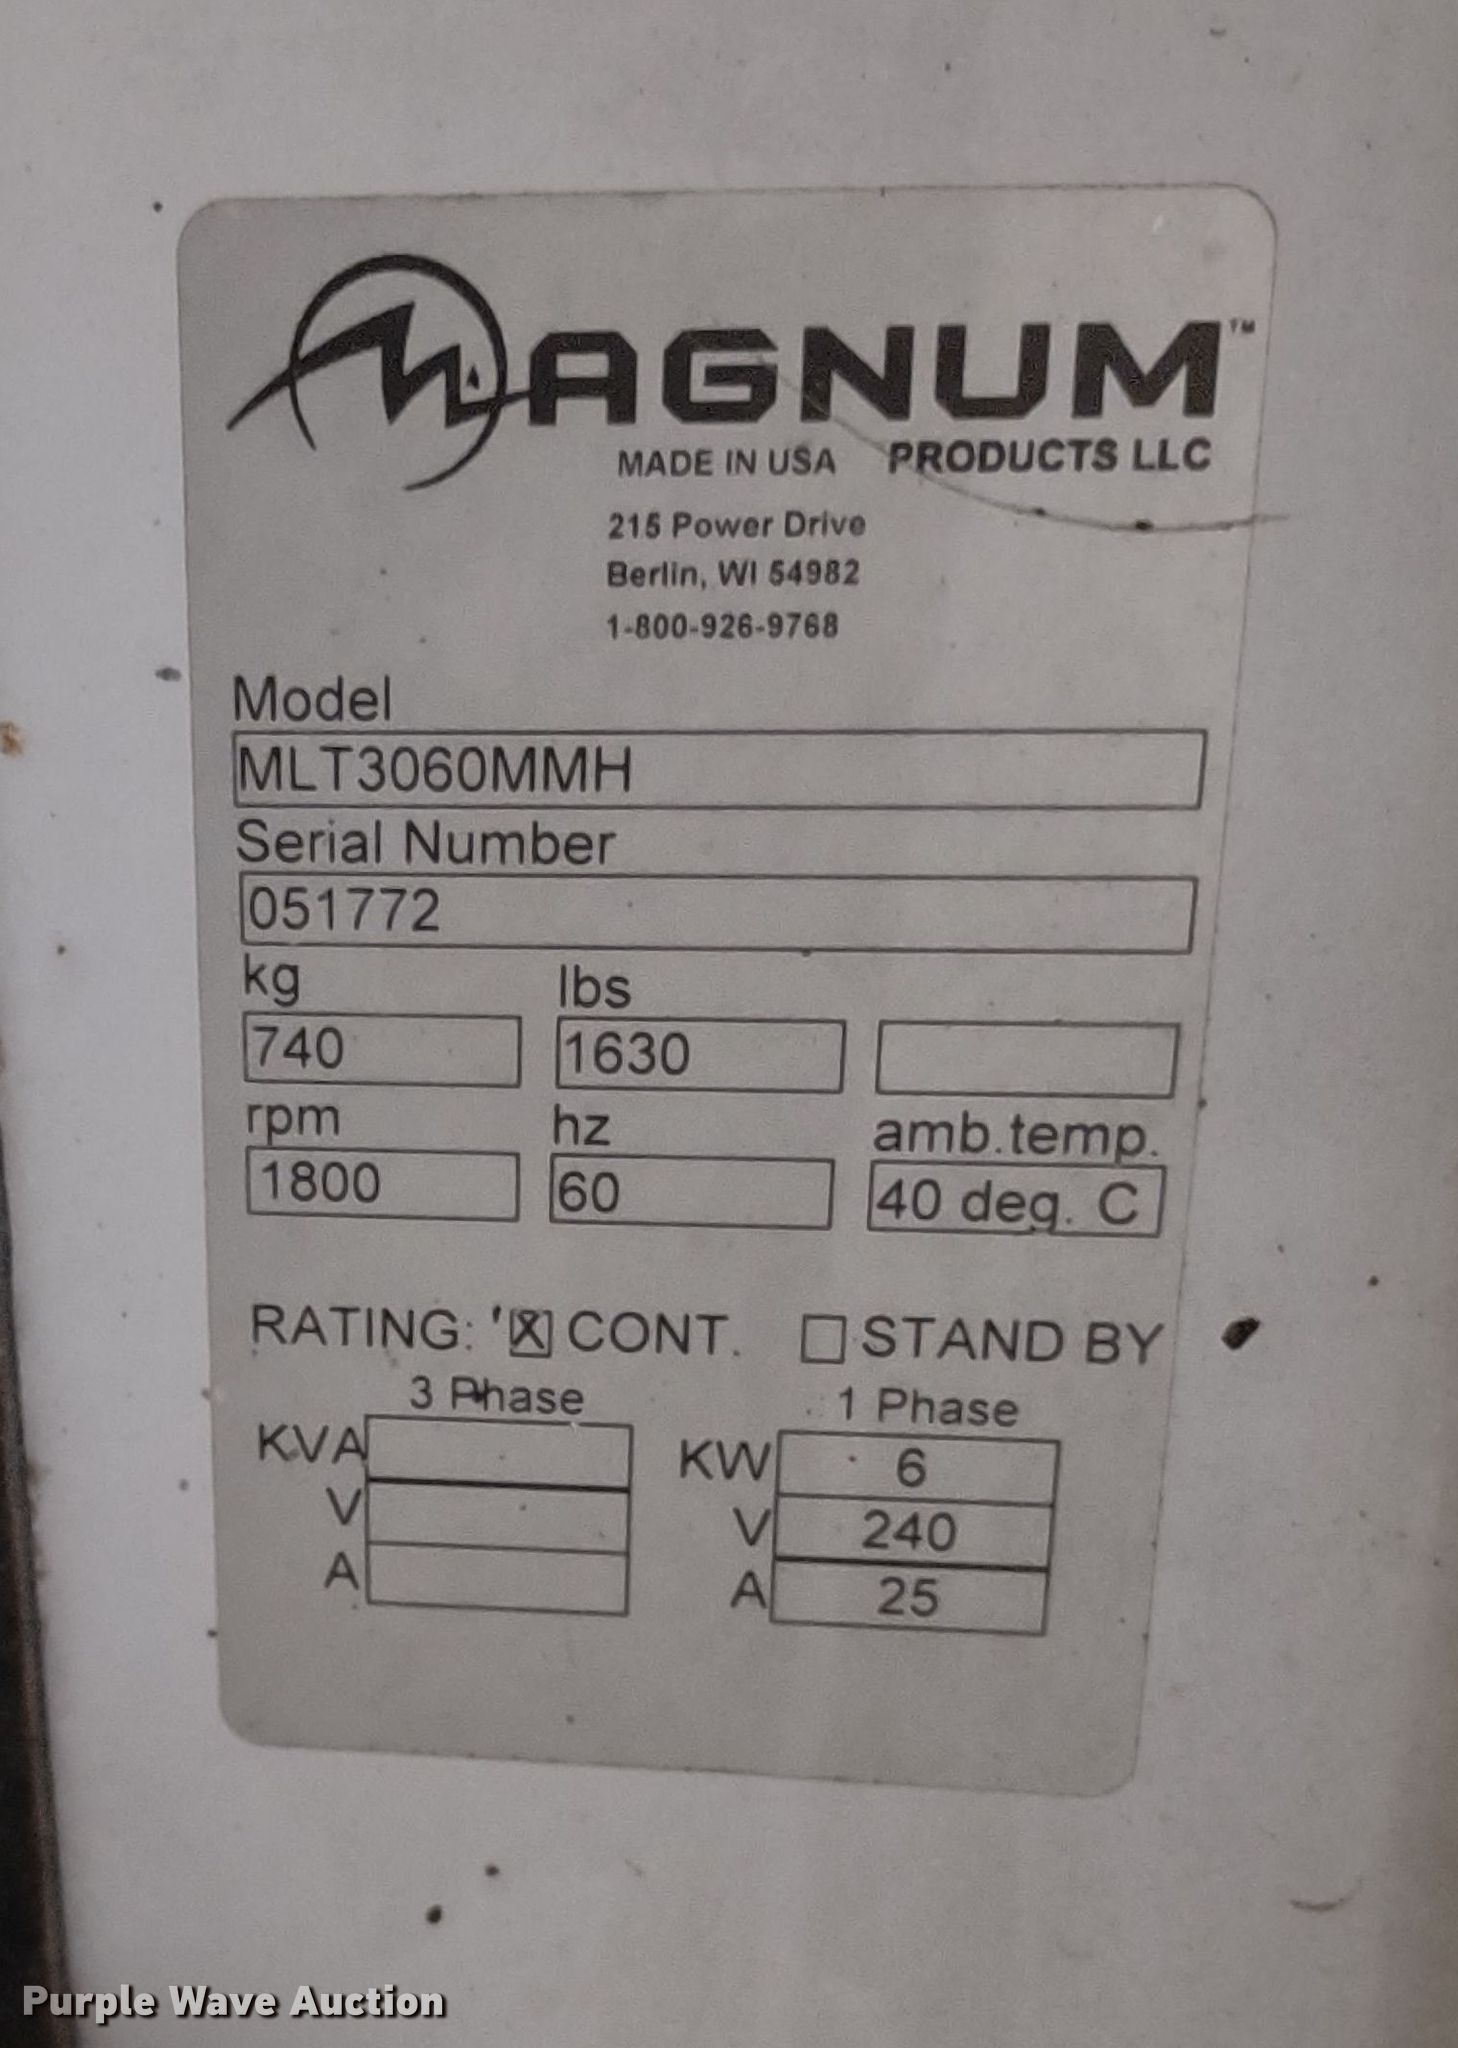 MAGNUM™
MADE IN USA PRODUCTS LLC
215 Power Drive
Berlin, WI 54982
1-800-926-9768
Model
MLT3060MMH
Serial Number
051772
kg lbs
740 1630
rpm hz amb.temp.
1800 60 40 deg. C
RATING: X CONT. STAND BY
3 Phase 1 Phase
KVA KW 6
V V 240
A A 25
Purple Wave Auction